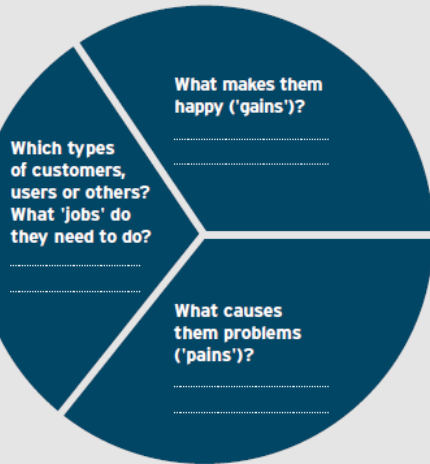 What makes them
happy ('gains')?
Which types
of customers,
users or others?
What 'jobs' do
they need to do?
What causes
them problems
('pains')?